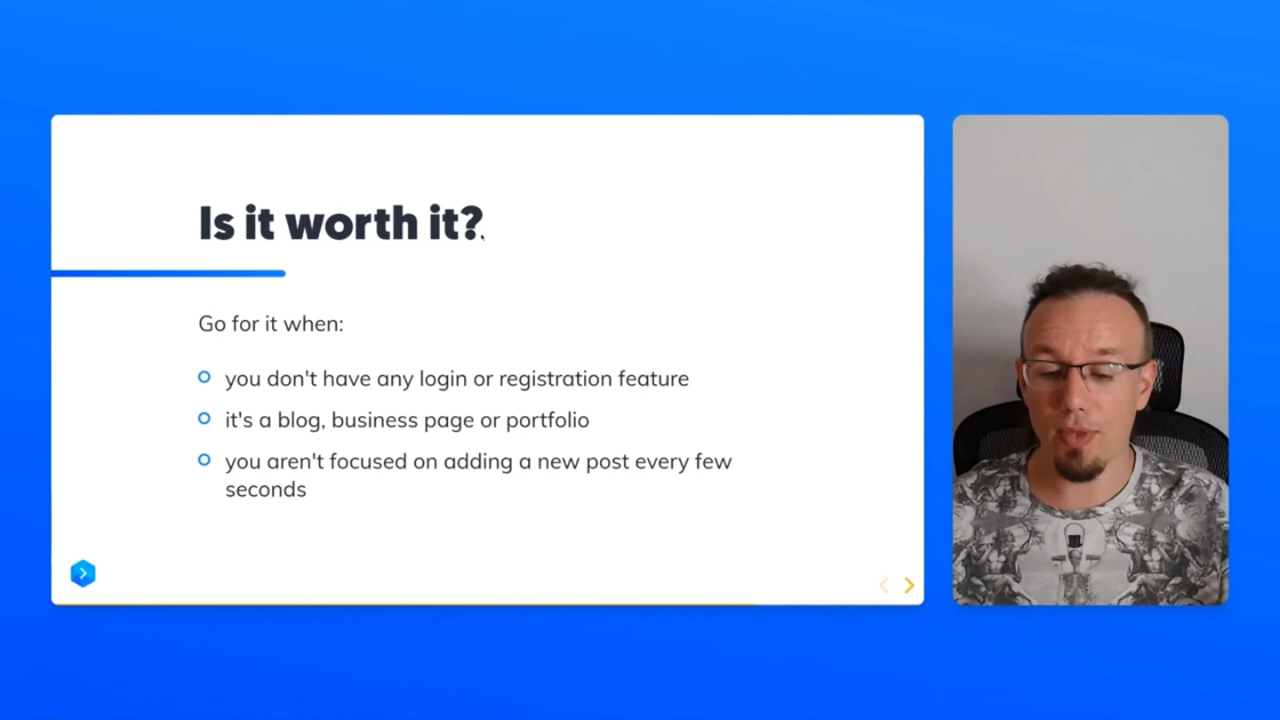 Is it worth it?
Go for it when:
you don't have any login or registration feature
it's a blog, business page or portfolio
you aren't focused on adding a new post every few
seconds